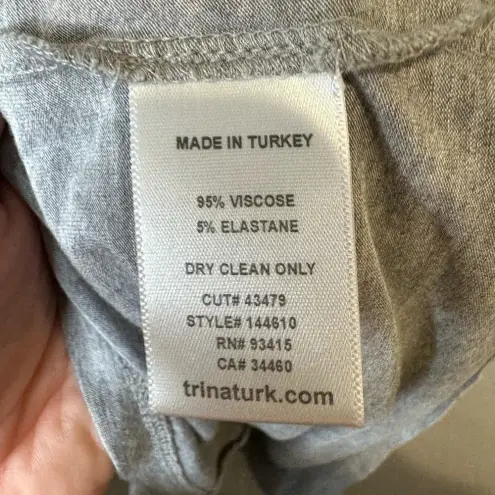 MADE IN TURKEY
95% VISCOSE
5% ELASTANE
DRY CLEAN ONLY
CUT# 43479
STYLE# 144610
RN# 93415
CA# 34460
trinaturk.com